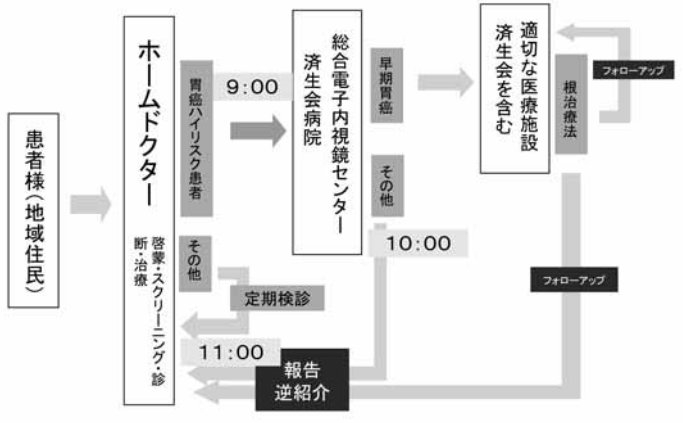 患者様（地域住民）
ホームドクター
啓蒙・スクリーニング・診
断・治療
胃癌ハイリスク患者
その他
定期検診
9:00
総合電子内視鏡センター
済生会病院
早期胃癌
その他
10:00
適切な医療施設
済生会を含む
根治療法
フォローアップ
フォローアップ
11:00
報告
逆紹介